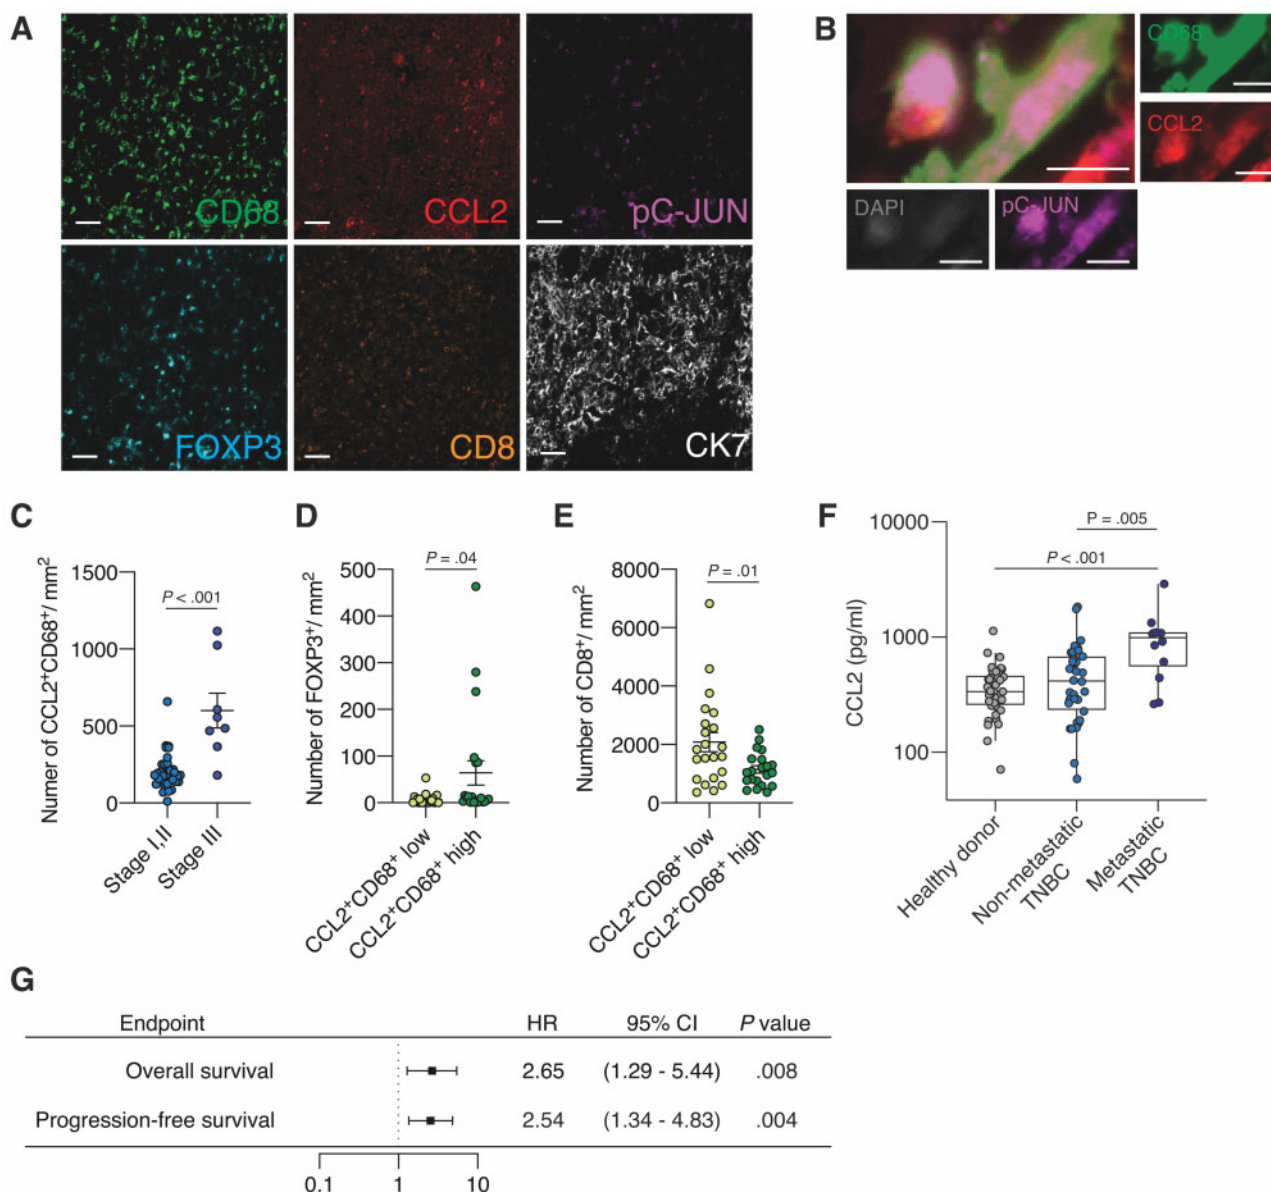 A
CD68
CCL2
pC-JUN
FOXP3
CD8
CK7
B
CD68
CCL2
DAPI
pC-JUN
C
Numer of CCL2+CD68+/ mm2
1500
1000
500
0
P < .001
Stage I,II
Stage III
D
Number of FOXP3+/ mm2
500
400
300
200
100
0
P = .04
CCL2+CD68+ low
CCL2+CD68+ high
E
Number of CD8+/ mm2
8000
6000
4000
2000
0
P = .01
CCL2+CD68+ low
CCL2+CD68+ high
F
CCL2 (pg/ml)
10000
1000
100
P = .005
P < .001
Healthy donor
Non-metastatic
TNBC
Metastatic
TNBC
G
Endpoint HR 95% CI P value
Overall survival 2.65 (1.29 - 5.44) .008
Progression-free survival 2.54 (1.34 - 4.83) .004
0.1 1 10